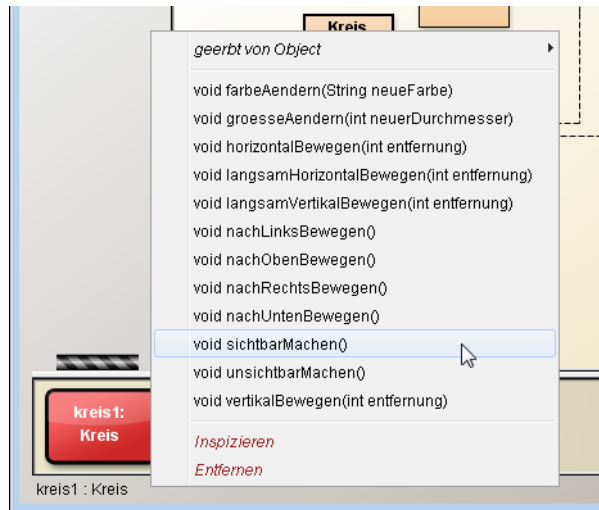 Kreis
geerbt von Object
void farbeAendern(String neueFarbe)
void groesseAendern(int neuerDurchmesser)
void horizontalBewegen(int entfernung)
void langsamHorizontalBewegen(int entfernung)
void langsamVertikalBewegen(int entfernung)
void nachLinksBewegen()
void nachObenBewegen()
void nachRechtsBewegen()
void nachUntenBewegen()
void sichtbarMachen()
void unsichtbarMachen()
void vertikalBewegen(int entfernung)
kreis1:
Kreis
Inspizieren
Entfernen
kreis1 : Kreis